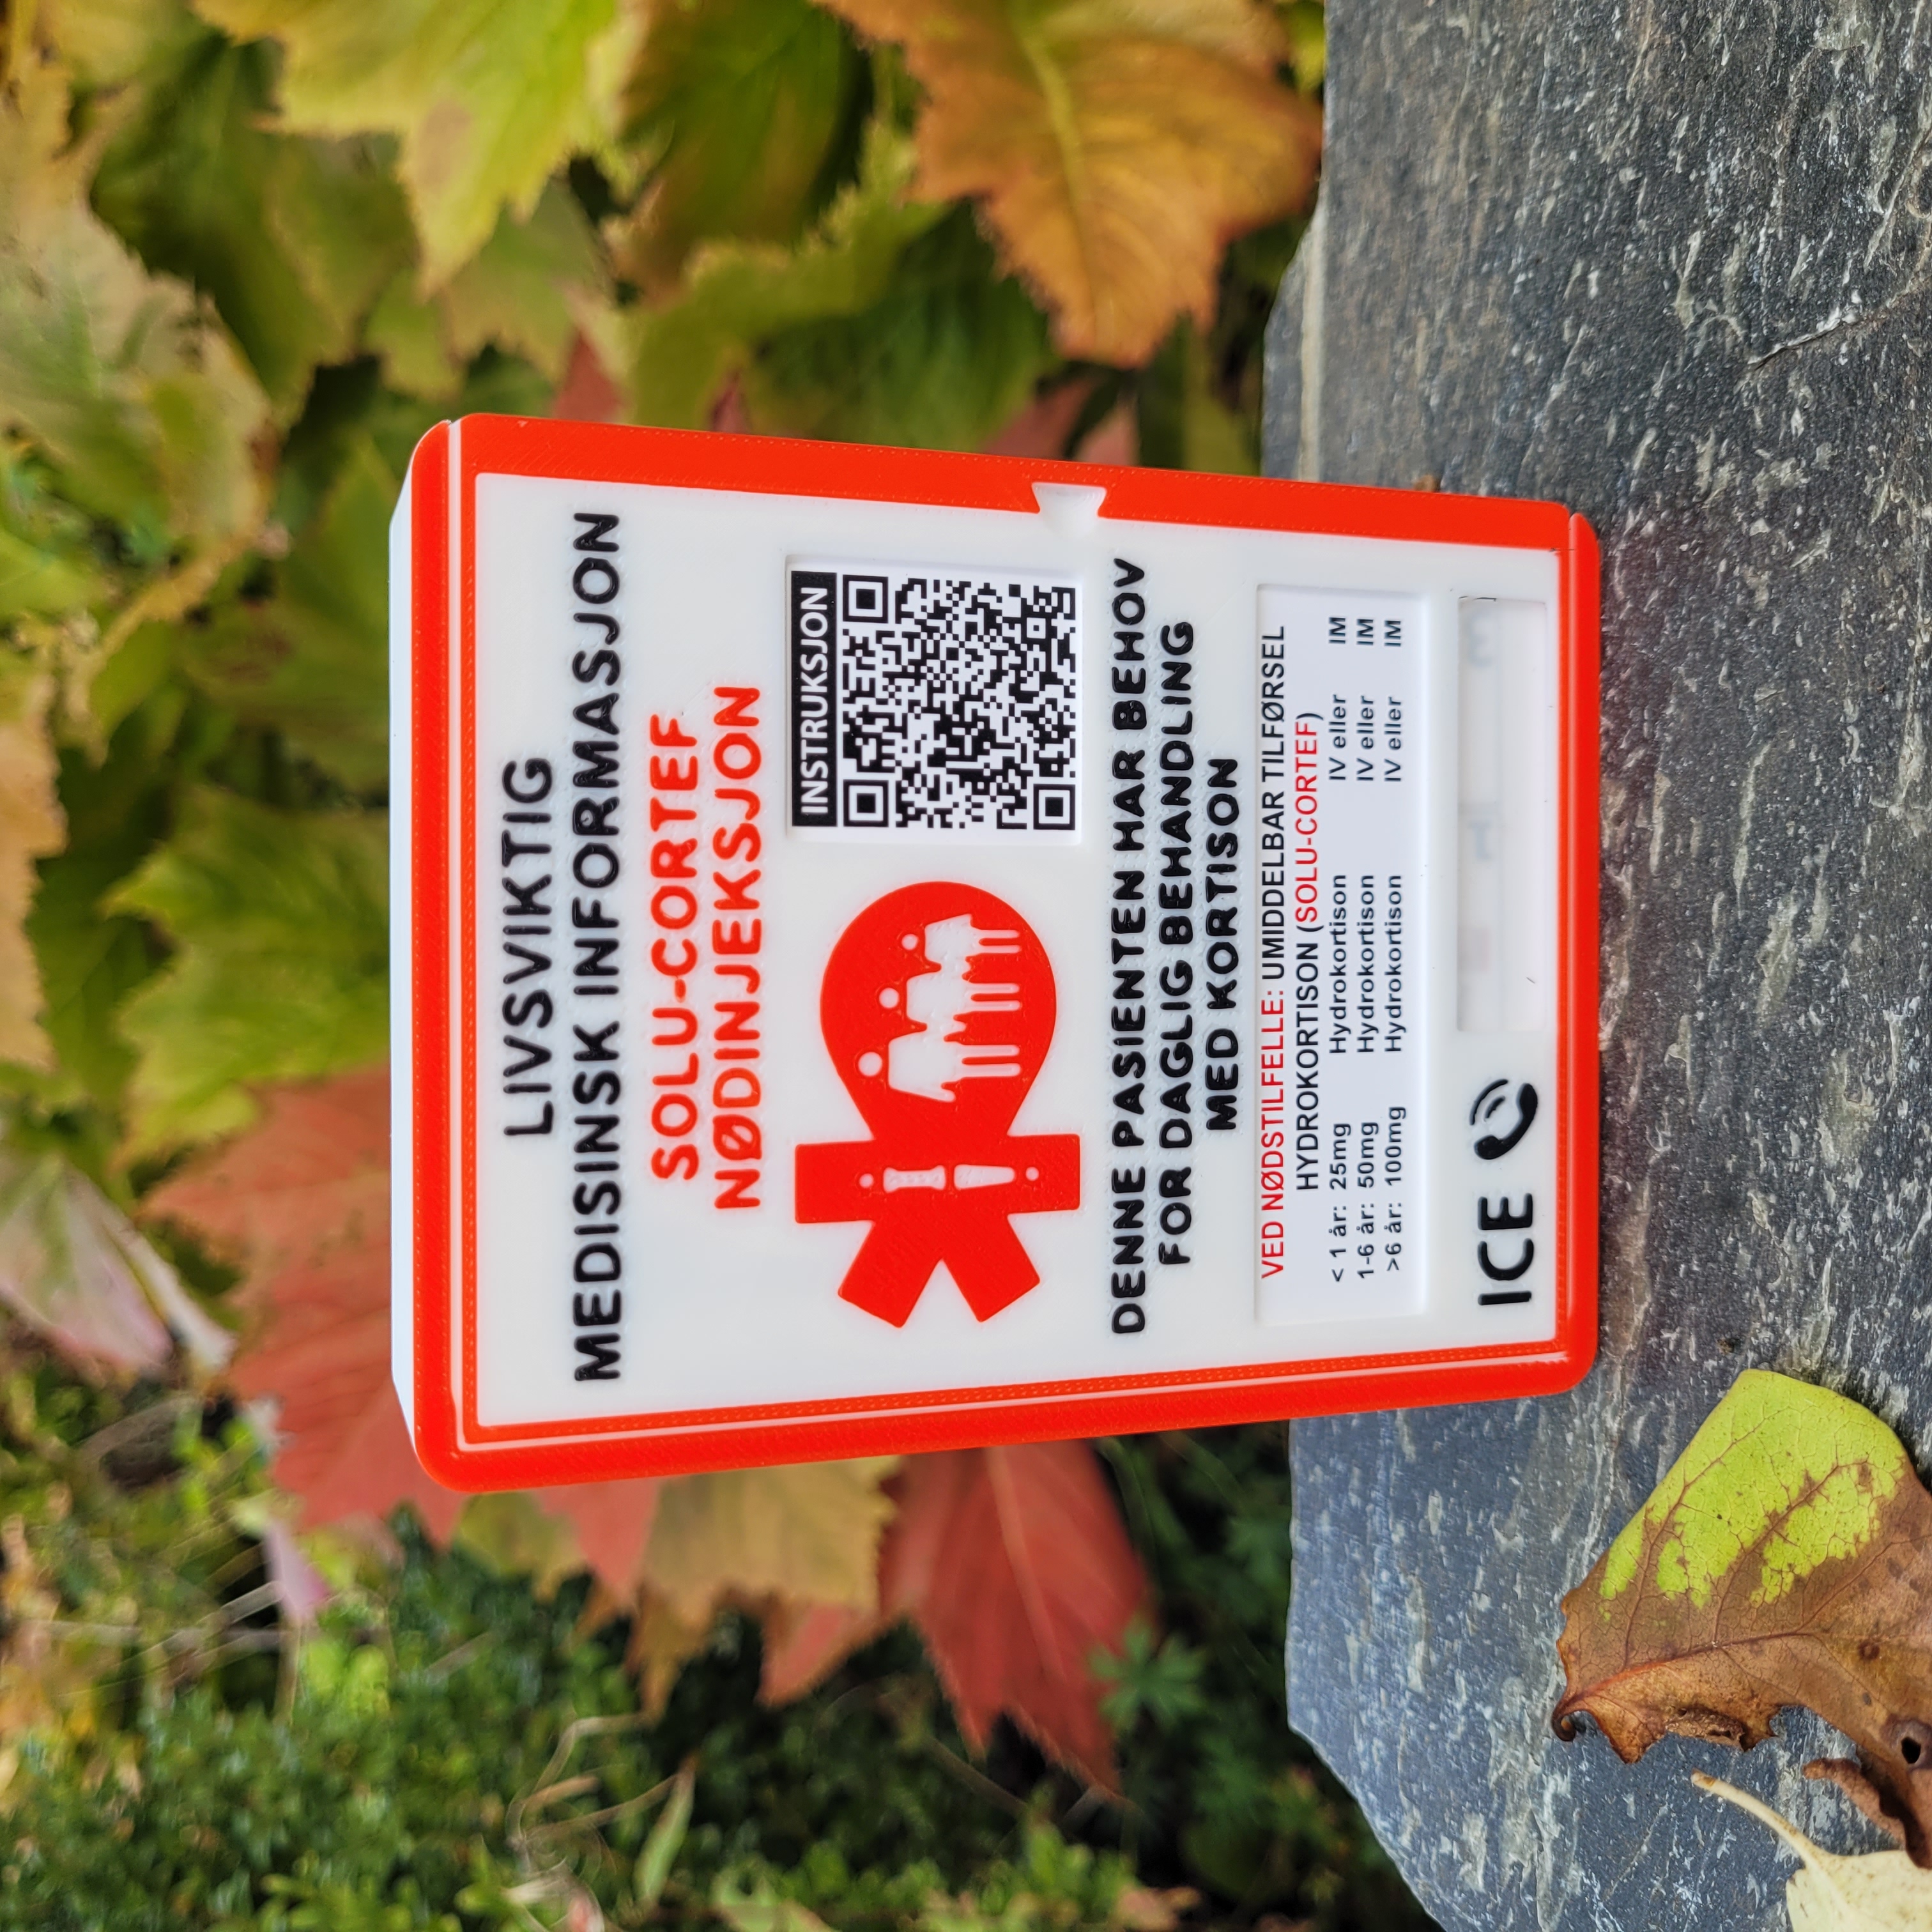 LIVSVIKTIG
MEDISINSK INFORMASJON
SOLU-CORTEF
NØDINJEKSJON
INSTRUKSJON
DENNE PASIENTEN HAR BEHOV
FOR DAGLIG BEHANDLING
MED KORTISON
VED NØDSTILFELLE: UMIDDELBAR TILFØRSEL
HYDROKORTISON (SOLU-CORTEF)
< 1 år: 25mg Hydrokortison IV eller IM
1-6 år: 50mg Hydrokortison IV eller IM
>6 år: 100mg Hydrokortison IV eller IM
ICE